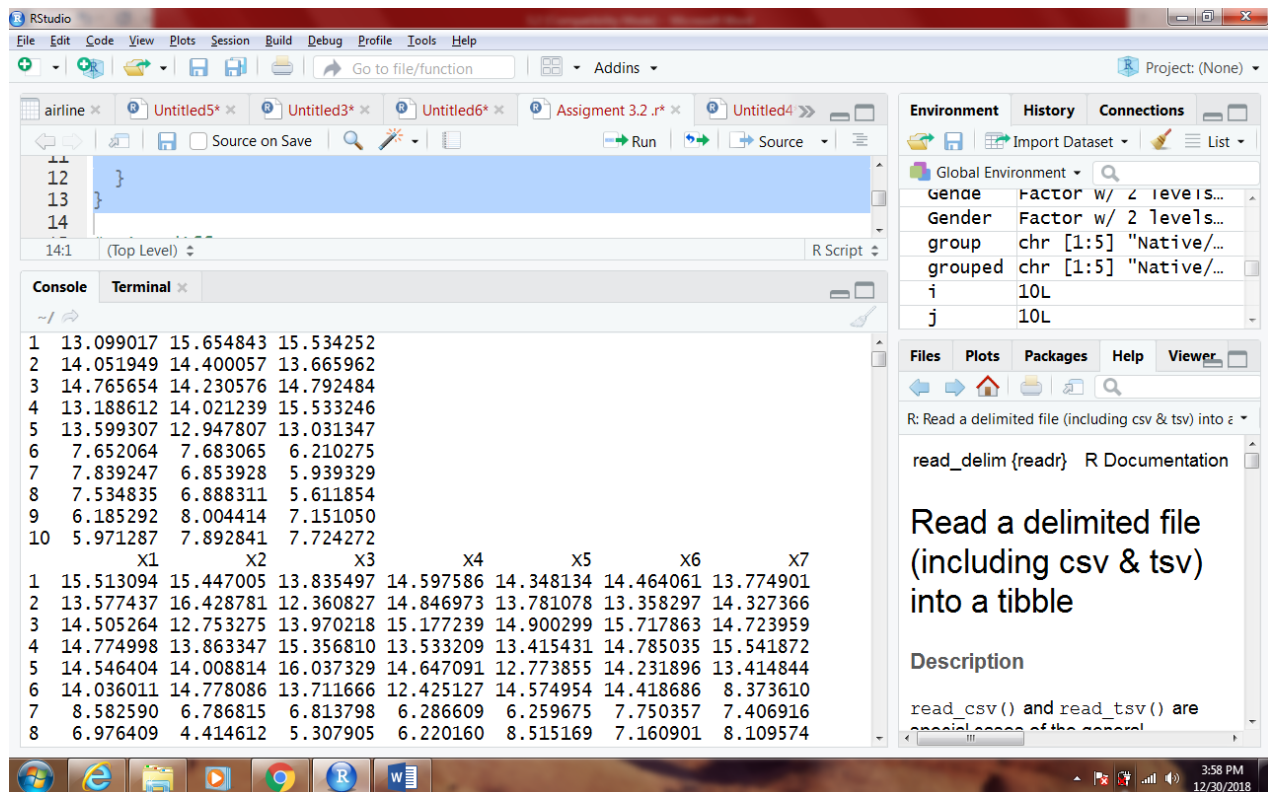 RStudio
File Edit Code View Plots Session Build Debug Profile Tools Help
Go to file/function Addins Project: (None)
airline Untitled5* Untitled3* Untitled6* Assigment 3.2 .r* Untitled4
Source on Save Run Source
11
12 }
13 }
14
14:1 (Top Level) R Script
Console Terminal
~/
1 13.099017 15.654843 15.534252
2 14.051949 14.400057 13.665962
3 14.765654 14.230576 14.792484
4 13.188612 14.021239 15.533246
5 13.599307 12.947807 13.031347
6 7.652064 7.683065 6.210275
7 7.839247 6.853928 5.939329
8 7.534835 6.888311 5.611854
9 6.185292 8.004414 7.151050
10 5.971287 7.892841 7.724272
x1 x2 x3 x4 x5 x6 x7
1 15.513094 15.447005 13.835497 14.597586 14.348134 14.464061 13.774901
2 13.577437 16.428781 12.360827 14.846973 13.781078 13.358297 14.327366
3 14.505264 12.753275 13.970218 15.177239 14.900299 15.717863 14.723959
4 14.774998 13.863347 15.356810 13.533209 13.415431 14.785035 15.541872
5 14.546404 14.008814 16.037329 14.647091 12.773855 14.231896 13.414844
6 14.036011 14.778086 13.711666 12.425127 14.574954 14.418686 8.373610
7 8.582590 6.786815 6.813798 6.286609 6.259675 7.750357 7.406916
8 6.976409 4.414612 5.307905 6.220160 8.515169 7.160901 8.109574
Environment History Connections
Import Dataset List
Global Environment
Gende Factor w/ 2 levels…
Gender Factor w/ 2 levels…
group chr [1:5] "Native/…
grouped chr [1:5] "Native/…
i 10L
j 10L
Files Plots Packages Help Viewer
R: Read a delimited file (including csv & tsv) into a
read_delim {readr} R Documentation
Read a delimited file
(including csv & tsv)
into a tibble
Description
read_csv() and read_tsv() are
3:58 PM
12/30/2018